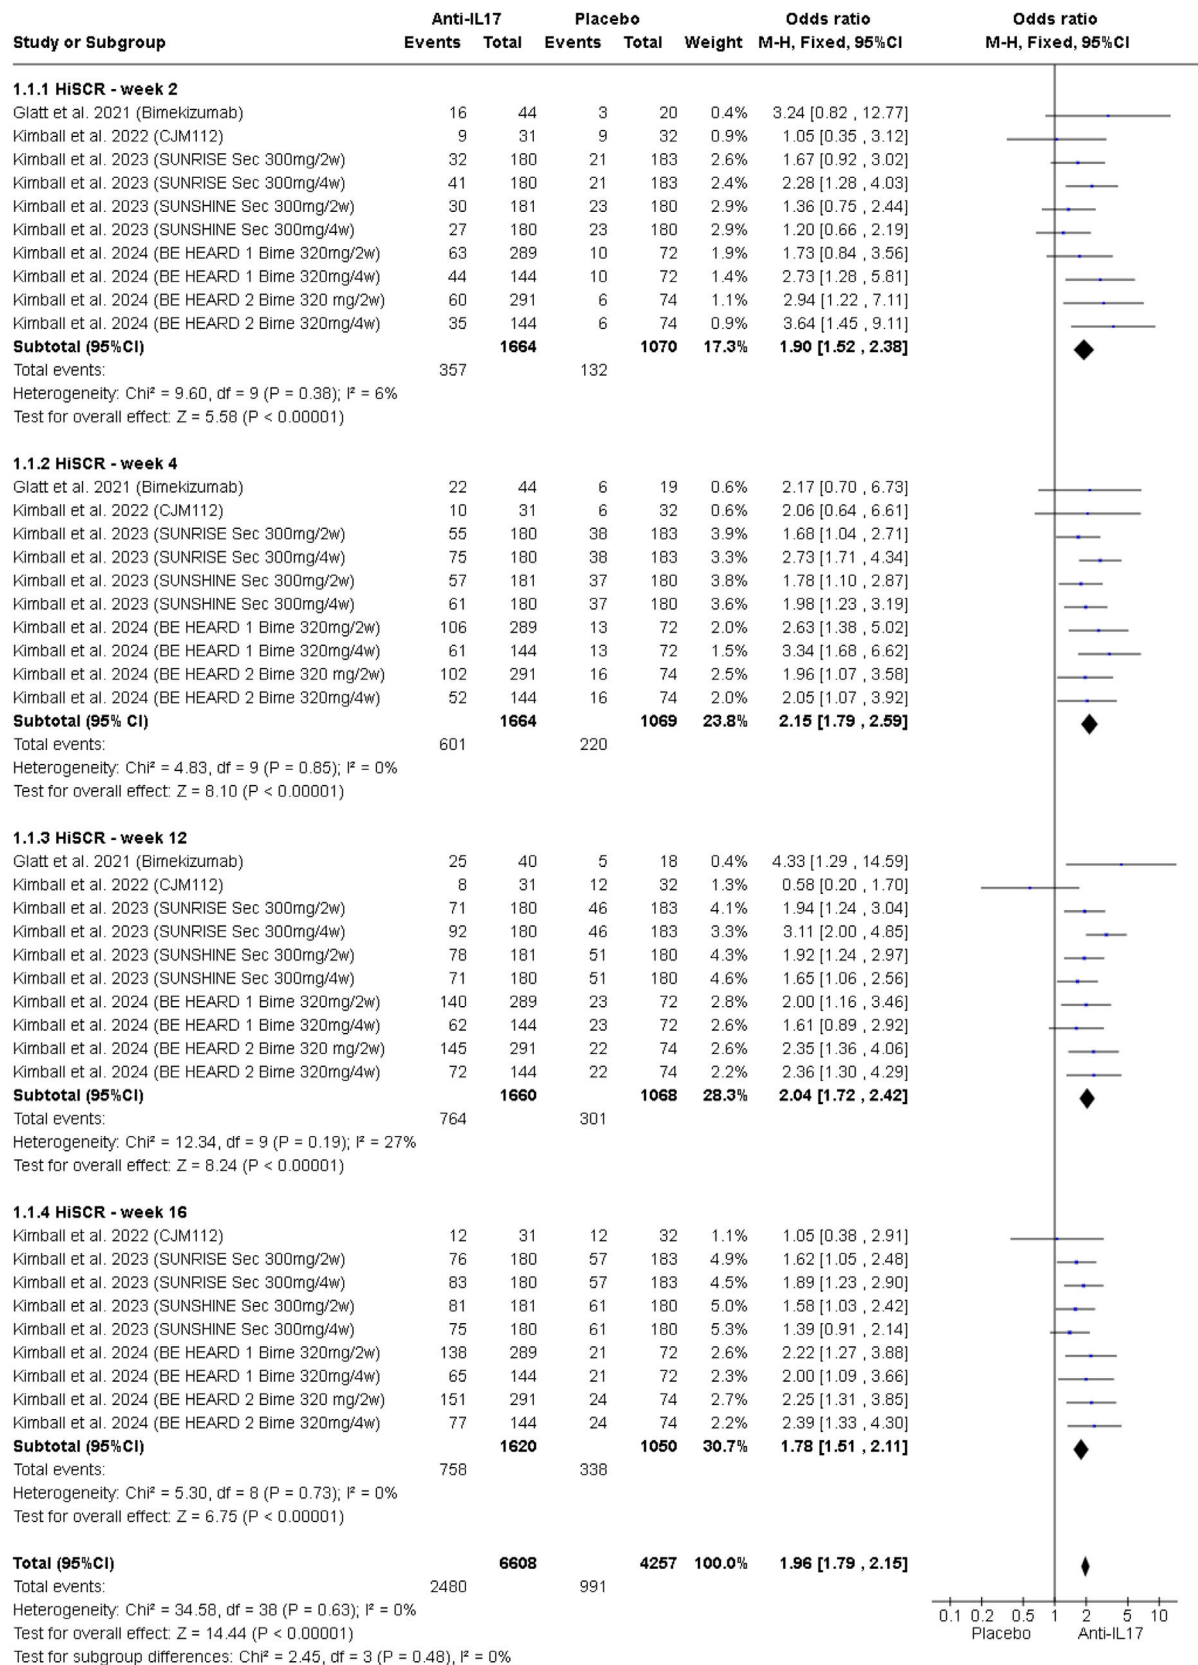 Anti-IL17 Placebo Odds ratio Odds ratio
Study or Subgroup Events Total Events Total Weight M-H, Fixed, 95%CI M-H, Fixed, 95%CI
1.1.1 HiSCR - week 2
Glatt et al. 2021 (Bimekizumab) 16 44 3 20 0.4% 3.24 [0.82 , 12.77]
Kimball et al. 2022 (CJM112) 9 31 9 32 0.9% 1.05 [0.35 , 3.12]
Kimball et al. 2023 (SUNRISE Sec 300mg/2w) 32 180 21 183 2.6% 1.67 [0.92 , 3.02]
Kimball et al. 2023 (SUNRISE Sec 300mg/4w) 41 180 21 183 2.4% 2.28 [1.28 , 4.03]
Kimball et al. 2023 (SUNSHINE Sec 300mg/2w) 30 181 23 180 2.9% 1.36 [0.75 , 2.44]
Kimball et al. 2023 (SUNSHINE Sec 300mg/4w) 27 180 23 180 2.9% 1.20 [0.66 , 2.19]
Kimball et al. 2024 (BE HEARD 1 Bime 320mg/2w) 63 289 10 72 1.9% 1.73 [0.84 , 3.56]
Kimball et al. 2024 (BE HEARD 1 Bime 320mg/4w) 44 144 10 72 1.4% 2.73 [1.28 , 5.81]
Kimball et al. 2024 (BE HEARD 2 Bime 320 mg/2w) 60 291 6 74 1.1% 2.94 [1.22 , 7.11]
Kimball et al. 2024 (BE HEARD 2 Bime 320mg/4w) 35 144 6 74 0.9% 3.64 [1.45 , 9.11]
Subtotal (95%CI) 1664 1070 17.3% 1.90 [1.52 , 2.38]
Total events: 357 132
Heterogeneity: Chi² = 9.60, df = 9 (P = 0.38); I² = 6%
Test for overall effect: Z = 5.58 (P < 0.00001)
1.1.2 HiSCR - week 4
Glatt et al. 2021 (Bimekizumab) 22 44 6 19 0.6% 2.17 [0.70 , 6.73]
Kimball et al. 2022 (CJM112) 10 31 6 32 0.6% 2.06 [0.64 , 6.61]
Kimball et al. 2023 (SUNRISE Sec 300mg/2w) 55 180 38 183 3.9% 1.68 [1.04 , 2.71]
Kimball et al. 2023 (SUNRISE Sec 300mg/4w) 75 180 38 183 3.3% 2.73 [1.71 , 4.34]
Kimball et al. 2023 (SUNSHINE Sec 300mg/2w) 57 181 37 180 3.8% 1.78 [1.10 , 2.87]
Kimball et al. 2023 (SUNSHINE Sec 300mg/4w) 61 180 37 180 3.6% 1.98 [1.23 , 3.19]
Kimball et al. 2024 (BE HEARD 1 Bime 320mg/2w) 106 289 13 72 2.0% 2.63 [1.38 , 5.02]
Kimball et al. 2024 (BE HEARD 1 Bime 320mg/4w) 61 144 13 72 1.5% 3.34 [1.68 , 6.62]
Kimball et al. 2024 (BE HEARD 2 Bime 320 mg/2w) 102 291 16 74 2.5% 1.96 [1.07 , 3.58]
Kimball et al. 2024 (BE HEARD 2 Bime 320mg/4w) 52 144 16 74 2.0% 2.05 [1.07 , 3.92]
Subtotal (95% CI) 1664 1069 23.8% 2.15 [1.79 , 2.59]
Total events: 601 220
Heterogeneity: Chi² = 4.83, df = 9 (P = 0.85); I² = 0%
Test for overall effect: Z = 8.10 (P < 0.00001)
1.1.3 HiSCR - week 12
Glatt et al. 2021 (Bimekizumab) 25 40 5 18 0.4% 4.33 [1.29 , 14.59]
Kimball et al. 2022 (CJM112) 8 31 12 32 1.3% 0.58 [0.20 , 1.70]
Kimball et al. 2023 (SUNRISE Sec 300mg/2w) 71 180 46 183 4.1% 1.94 [1.24 , 3.04]
Kimball et al. 2023 (SUNRISE Sec 300mg/4w) 92 180 46 183 3.3% 3.11 [2.00 , 4.85]
Kimball et al. 2023 (SUNSHINE Sec 300mg/2w) 78 181 51 180 4.3% 1.92 [1.24 , 2.97]
Kimball et al. 2023 (SUNSHINE Sec 300mg/4w) 71 180 51 180 4.6% 1.65 [1.06 , 2.56]
Kimball et al. 2024 (BE HEARD 1 Bime 320mg/2w) 140 289 23 72 2.8% 2.00 [1.16 , 3.46]
Kimball et al. 2024 (BE HEARD 1 Bime 320mg/4w) 62 144 23 72 2.6% 1.61 [0.89 , 2.92]
Kimball et al. 2024 (BE HEARD 2 Bime 320 mg/2w) 145 291 22 74 2.6% 2.35 [1.36 , 4.06]
Kimball et al. 2024 (BE HEARD 2 Bime 320mg/4w) 72 144 22 74 2.2% 2.36 [1.30 , 4.29]
Subtotal (95%CI) 1660 1068 28.3% 2.04 [1.72 , 2.42]
Total events: 764 301
Heterogeneity: Chi² = 12.34, df = 9 (P = 0.19); I² = 27%
Test for overall effect: Z = 8.24 (P < 0.00001)
1.1.4 HiSCR - week 16
Kimball et al. 2022 (CJM112) 12 31 12 32 1.1% 1.05 [0.38 , 2.91]
Kimball et al. 2023 (SUNRISE Sec 300mg/2w) 76 180 57 183 4.9% 1.62 [1.05 , 2.48]
Kimball et al. 2023 (SUNRISE Sec 300mg/4w) 83 180 57 183 4.5% 1.89 [1.23 , 2.90]
Kimball et al. 2023 (SUNSHINE Sec 300mg/2w) 81 181 61 180 5.0% 1.58 [1.03 , 2.42]
Kimball et al. 2023 (SUNSHINE Sec 300mg/4w) 75 180 61 180 5.3% 1.39 [0.91 , 2.14]
Kimball et al. 2024 (BE HEARD 1 Bime 320mg/2w) 138 289 21 72 2.6% 2.22 [1.27 , 3.88]
Kimball et al. 2024 (BE HEARD 1 Bime 320mg/4w) 65 144 21 72 2.3% 2.00 [1.09 , 3.66]
Kimball et al. 2024 (BE HEARD 2 Bime 320 mg/2w) 151 291 24 74 2.7% 2.25 [1.31 , 3.85]
Kimball et al. 2024 (BE HEARD 2 Bime 320mg/4w) 77 144 24 74 2.2% 2.39 [1.33 , 4.30]
Subtotal (95%CI) 1620 1050 30.7% 1.78 [1.51 , 2.11]
Total events: 758 338
Heterogeneity: Chi² = 5.30, df = 8 (P = 0.73); I² = 0%
Test for overall effect: Z = 6.75 (P < 0.00001)
Total (95%CI) 6608 4257 100.0% 1.96 [1.79 , 2.15]
Total events: 2480 991
Heterogeneity: Chi² = 34.58, df = 38 (P = 0.63); I² = 0%
Test for overall effect: Z = 14.44 (P < 0.00001)
Test for subgroup differences: Chi² = 2.45, df = 3 (P = 0.48), I² = 0%
0.1 0.2 0.5 1 2 5 10
Placebo Anti-IL17